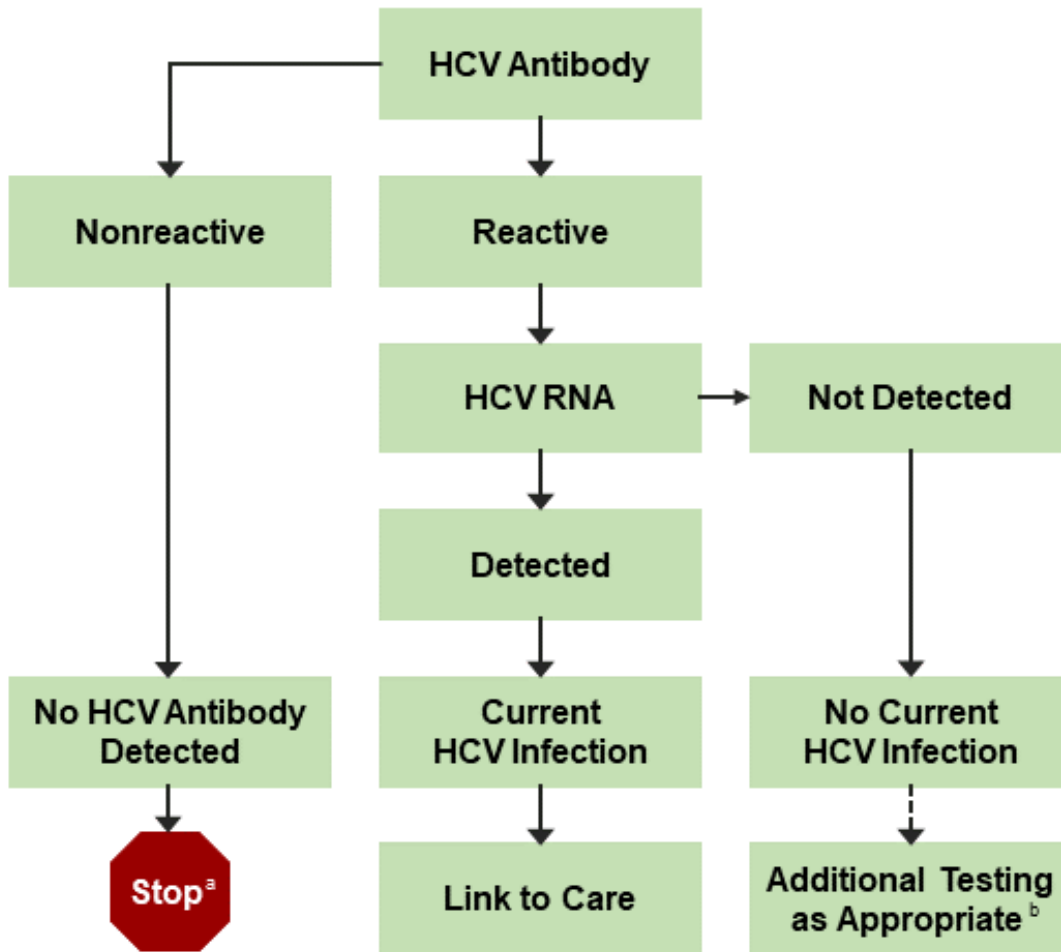 HCV Antibody
Nonreactive
Reactive
HCV RNA
Not Detected
Detected
No HCV Antibody
Detected
Current
HCV Infection
No Current
HCV Infection
Stop a
Link to Care
Additional Testing
as Appropriate b